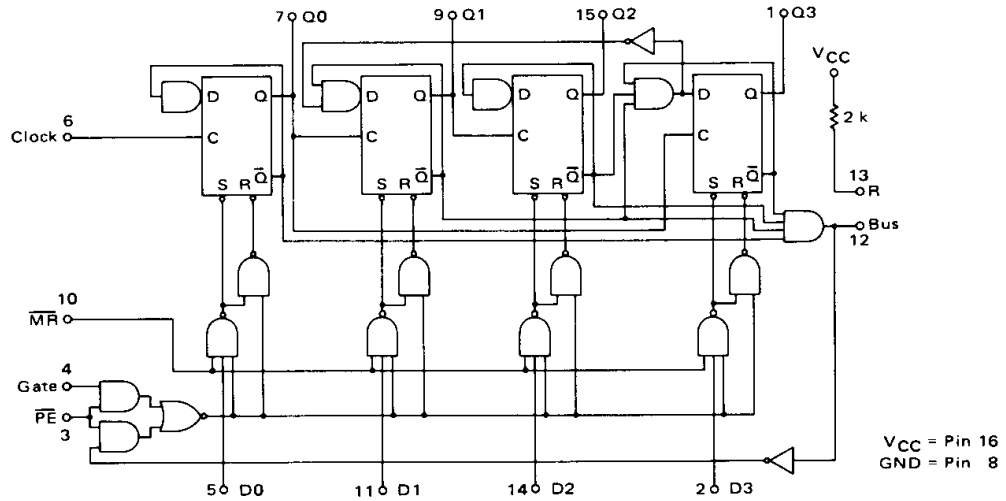 7 Q0
9 Q1
15 Q2
1 Q3
VCC
2 k
13
R
D Q
C
S R Q̅
D Q
C
S R Q̅
D Q
C
S R Q̅
D Q
C
S R Q̅
6
Clock
Bus
12
10
M̅R̅
4
Gate
P̅E̅
3
5 D0
11 D1
14 D2
2 D3
VCC = Pin 16
GND = Pin 8